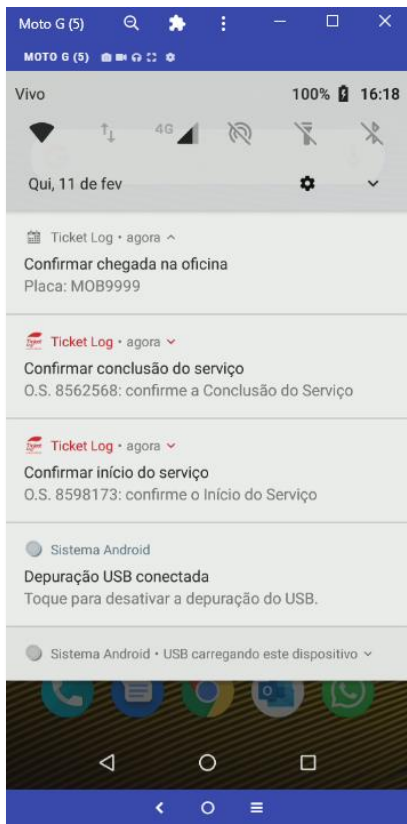 Moto G (5)
MOTO G (5)
Vivo 100% 16:18
4G
Qui, 11 de fev
Ticket Log • agora
Confirmar chegada na oficina
Placa: MOB9999
Ticket Log • agora
Confirmar conclusão do serviço
O.S. 8562568: confirme a Conclusão do Serviço
Ticket Log • agora
Confirmar início do serviço
O.S. 8598173: confirme o Início do Serviço
Sistema Android
Depuração USB conectada
Toque para desativar a depuração do USB.
Sistema Android • USB carregando este dispositivo